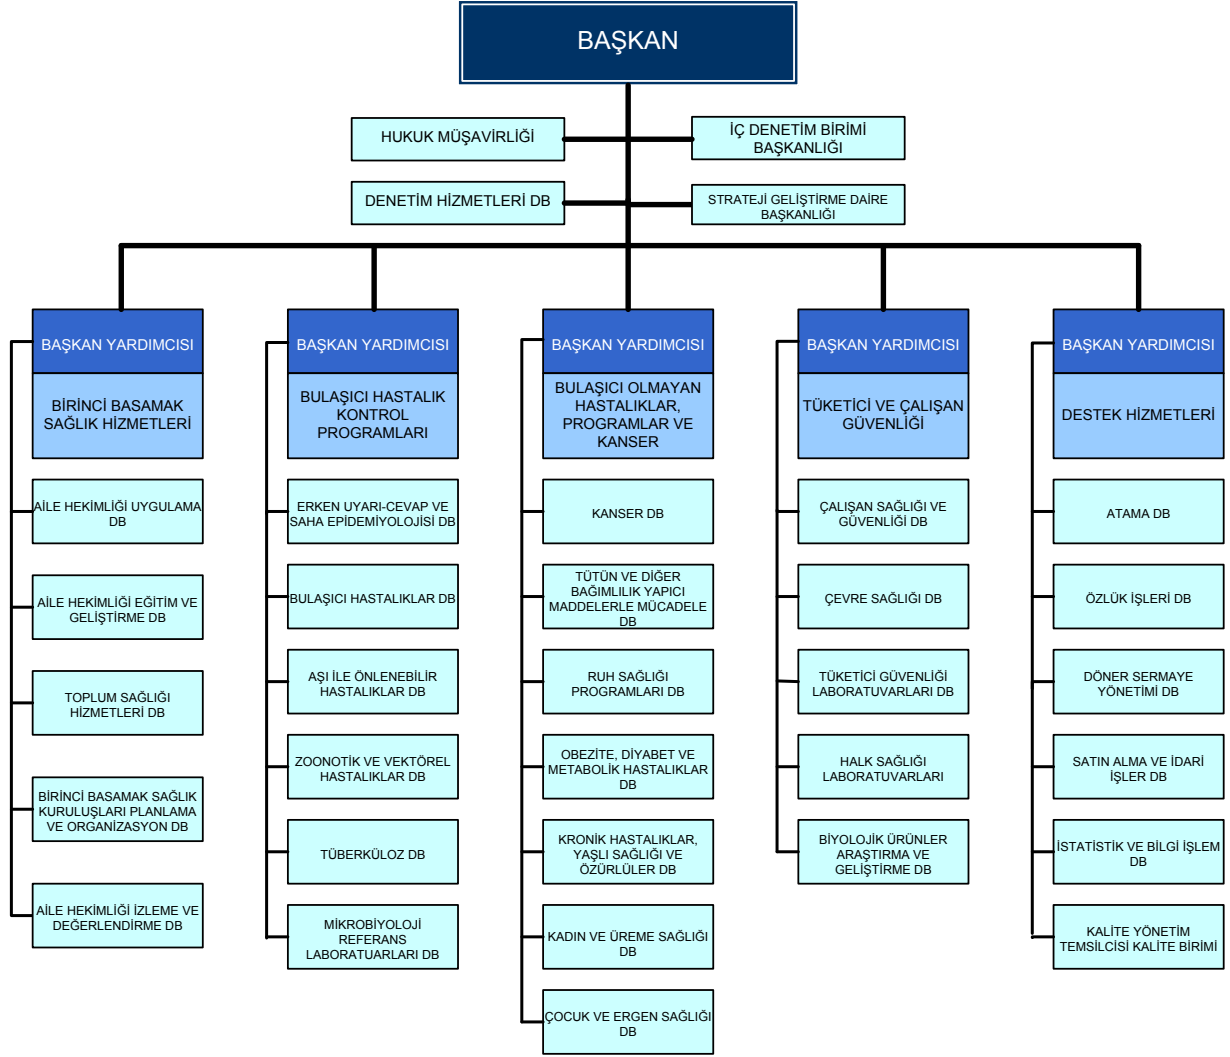 BAŞKAN
HUKUK MÜŞAVİRLİĞİ
İÇ DENETİM BİRİMİ
BAŞKANLIĞI
DENETİM HİZMETLERİ DB
STRATEJİ GELİŞTİRME DAİRE
BAŞKANLIĞI
BAŞKAN YARDIMCISI
BİRİNCİ BASAMAK
SAĞLIK HİZMETLERİ
AİLE HEKİMLİĞİ UYGULAMA
DB
AİLE HEKİMLİĞİ EĞİTİM VE
GELİŞTİRME DB
TOPLUM SAĞLIĞI
HİZMETLERİ DB
BİRİNCİ BASAMAK SAĞLIK
KURULUŞLARI PLANLAMA
VE ORGANİZASYON DB
AİLE HEKİMLİĞİ İZLEME VE
DEĞERLENDİRME DB
BAŞKAN YARDIMCISI
BULAŞICI HASTALIK
KONTROL
PROGRAMLARI
ERKEN UYARI-CEVAP VE
SAHA EPİDEMİYOLOJİSİ DB
BULAŞICI HASTALIKLAR DB
AŞI İLE ÖNLENEBİLİR
HASTALIKLAR DB
ZOONOTİK VE VEKTÖREL
HASTALIKLAR DB
TÜBERKÜLOZ DB
MİKROBİYOLOJİ
REFERANS
LABORATUARLARI DB
BAŞKAN YARDIMCISI
BULAŞICI OLMAYAN
HASTALIKLAR,
PROGRAMLAR VE
KANSER
KANSER DB
TÜTÜN VE DİĞER
BAĞIMLILIK YAPICI
MADDELERLE MÜCADELE
DB
RUH SAĞLIĞI
PROGRAMLARI DB
OBEZİTE, DİYABET VE
METABOLİK HASTALIKLAR
DB
KRONİK HASTALIKLAR,
YAŞLI SAĞLIĞI VE
ÖZÜRLÜLER DB
KADIN VE ÜREME SAĞLIĞI
DB
ÇOCUK VE ERGEN SAĞLIĞI
DB
BAŞKAN YARDIMCISI
TÜKETİCİ VE ÇALIŞAN
GÜVENLİĞİ
ÇALIŞAN SAĞLIĞI VE
GÜVENLİĞİ DB
ÇEVRE SAĞLIĞI DB
TÜKETİCİ GÜVENLİĞİ
LABORATUVARLARI DB
HALK SAĞLIĞI
LABORATUVARLARI
BİYOLOJİK ÜRÜNLER
ARAŞTIRMA VE
GELİŞTİRME DB
BAŞKAN YARDIMCISI
DESTEK HİZMETLERİ
ATAMA DB
ÖZLÜK İŞLERİ DB
DÖNER SERMAYE
YÖNETİMİ DB
SATIN ALMA VE İDARİ
İŞLER DB
İSTATİSTİK VE BİLGİ İŞLEM
DB
KALİTE YÖNETİM
TEMSİLCİSİ KALİTE BİRİMİ